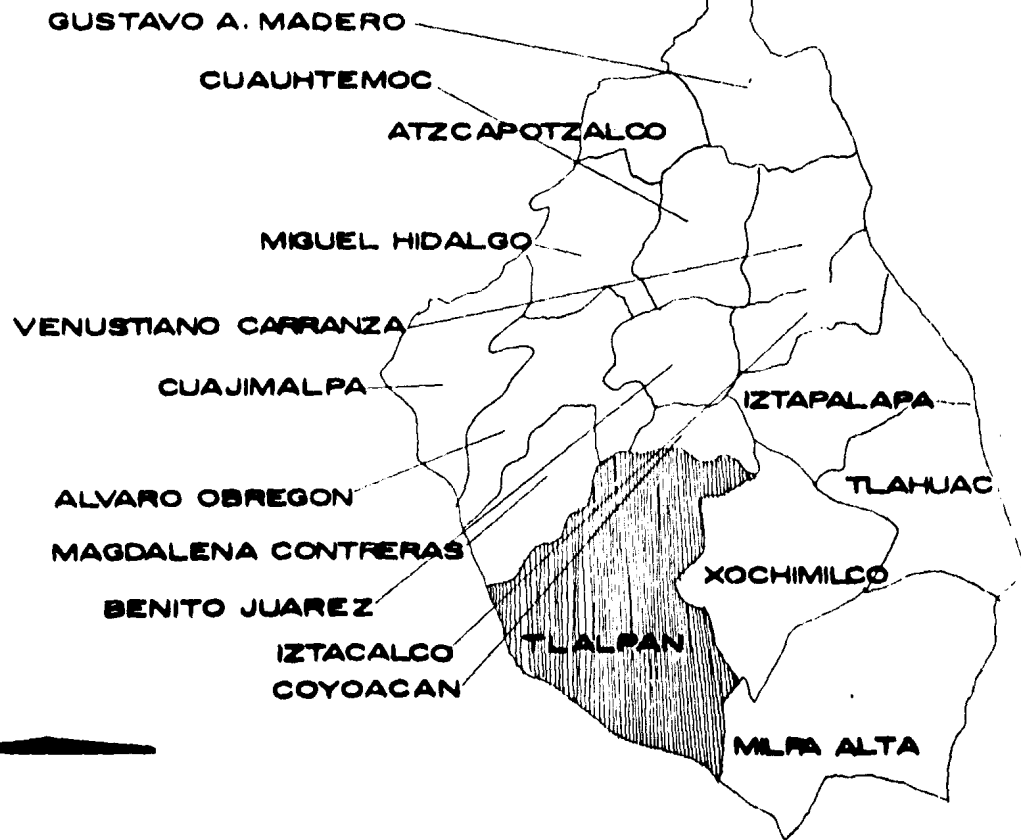 GUSTAVO A. MADERO
CUAUHTEMOC
ATZCAPOTZALCO
MIGUEL HIDALGO
VENUSTIANO CARRANZA
CUAJIMALPA
IZTAPALAPA
ALVARO OBREGON
TLAHUAC
MAGDALENA CONTRERAS
XOCHIMILCO
BENITO JUAREZ
TLALPAN
IZTACALCO
COYOACAN
MILPA ALTA